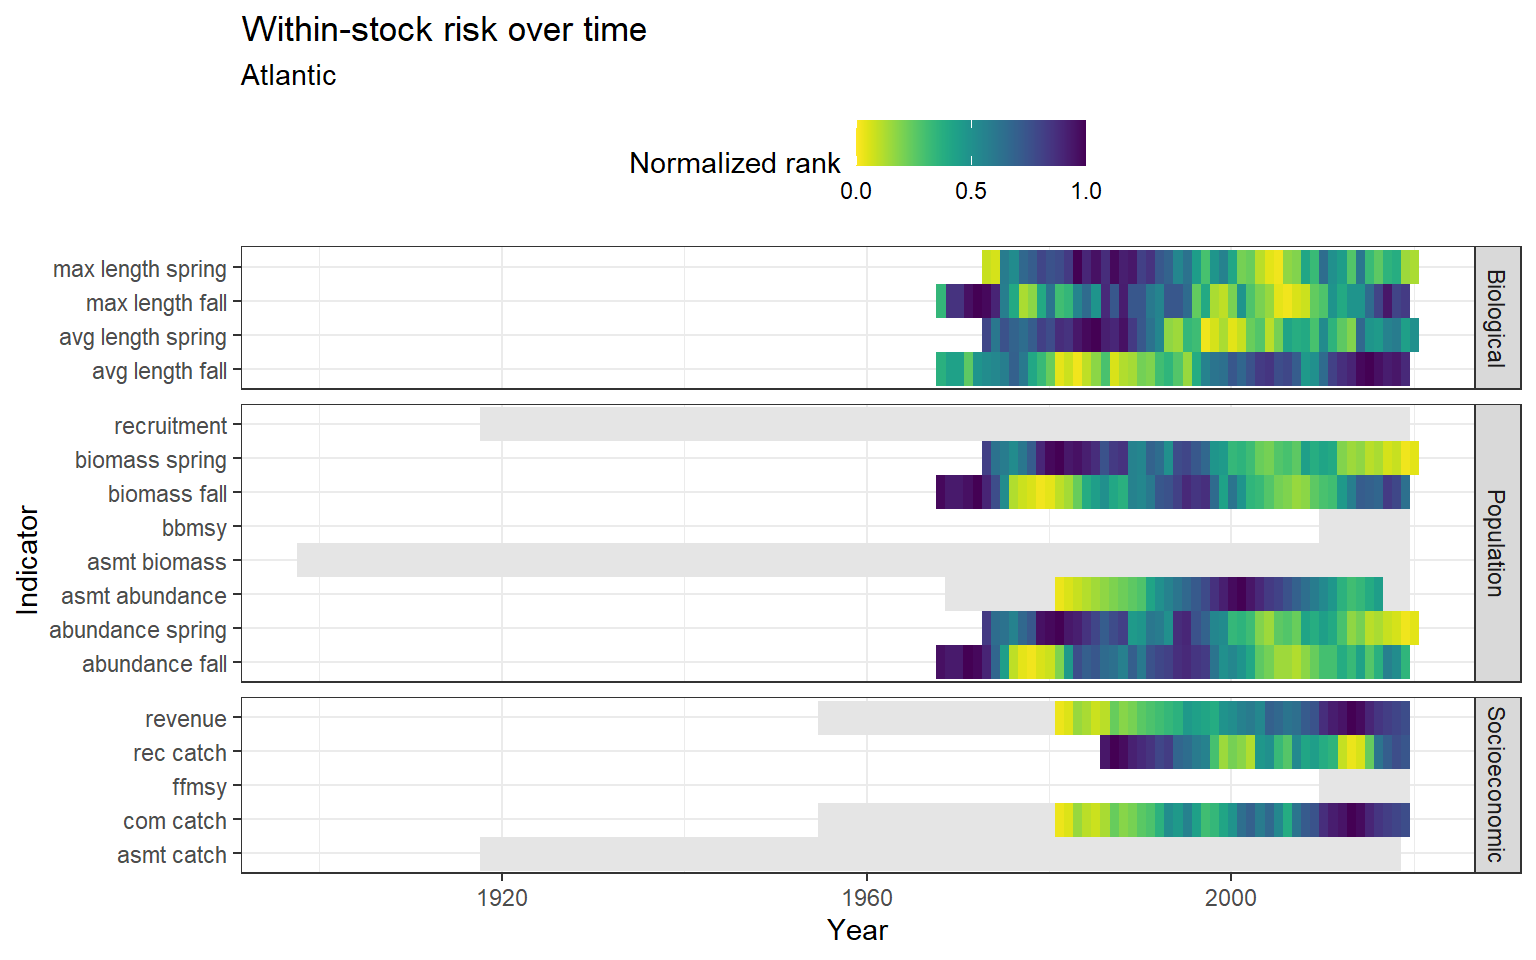 Within-stock risk over time
Atlantic
Normalized rank
0.0 0.5 1.0
max length spring
max length fall
avg length spring
avg length fall
Biological
recruitment
biomass spring
biomass fall
bbmsy
asmt biomass
asmt abundance
abundance spring
abundance fall
Population
revenue
rec catch
ffmsy
com catch
asmt catch
Socioeconomic
Indicator
1920 1960 2000
Year